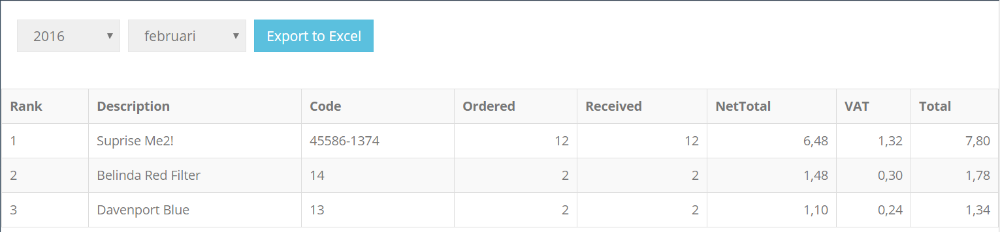 2016 februari Export to Excel
Rank Description Code Ordered Received NetTotal VAT Total
1 Suprise Me2! 45586-1374 12 12 6,48 1,32 7,80
2 Belinda Red Filter 14 2 2 1,48 0,30 1,78
3 Davenport Blue 13 2 2 1,10 0,24 1,34